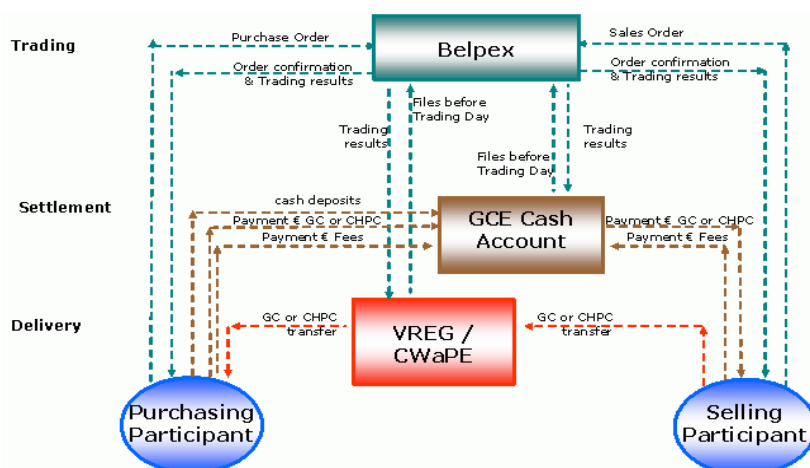 Trading
Purchase Order
Belpex
Sales Order
Order confirmation
& Trading results
Order confirmation
& Trading results
Files before
Trading Day
Trading
results
Files before
Trading Day
Trading
results
Settlement
cash deposits
Payment € GC or CHPC
Payment € Fees
GCE Cash
Account
Payment € GC or CHPC
Payment € Fees
Delivery
GC or CHPC
transfer
VREG /
CWaPE
GC or CHPC
transfer
Purchasing
Participant
Selling
Participant